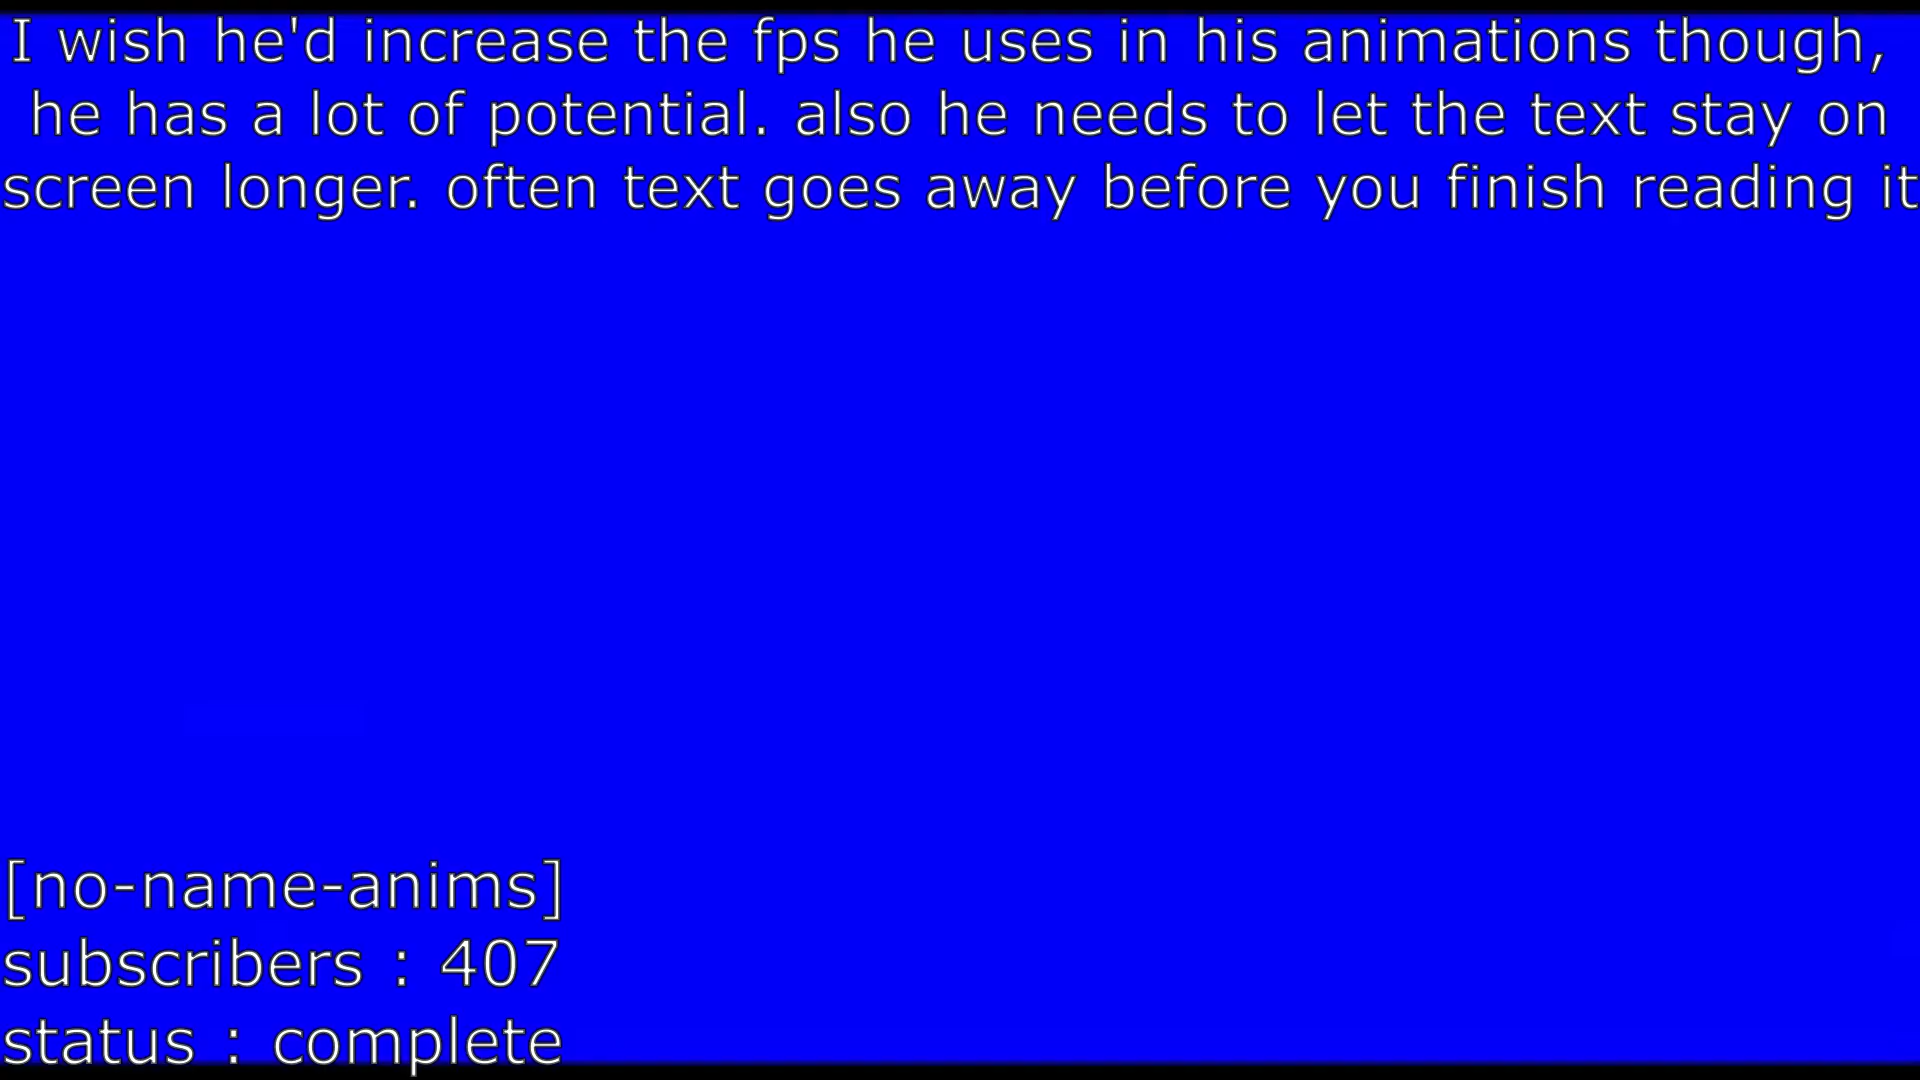 I wish he'd increase the fps he uses in his animations though,
he has a lot of potential. also he needs to let the text stay on
screen longer. often text goes away before you finish reading it
[no-name-anims]
subscribers : 407
status : complete